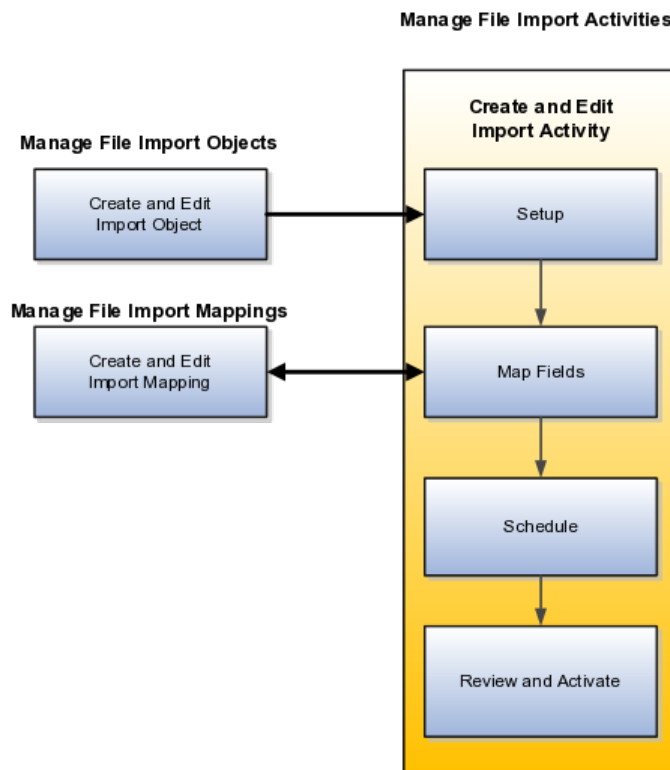 Manage File Import Activities
Create and Edit
Import Activity
Manage File Import Objects
Create and Edit
Import Object
Setup
Manage File Import Mappings
Create and Edit
Import Mapping
Map Fields
Schedule
Review and Activate